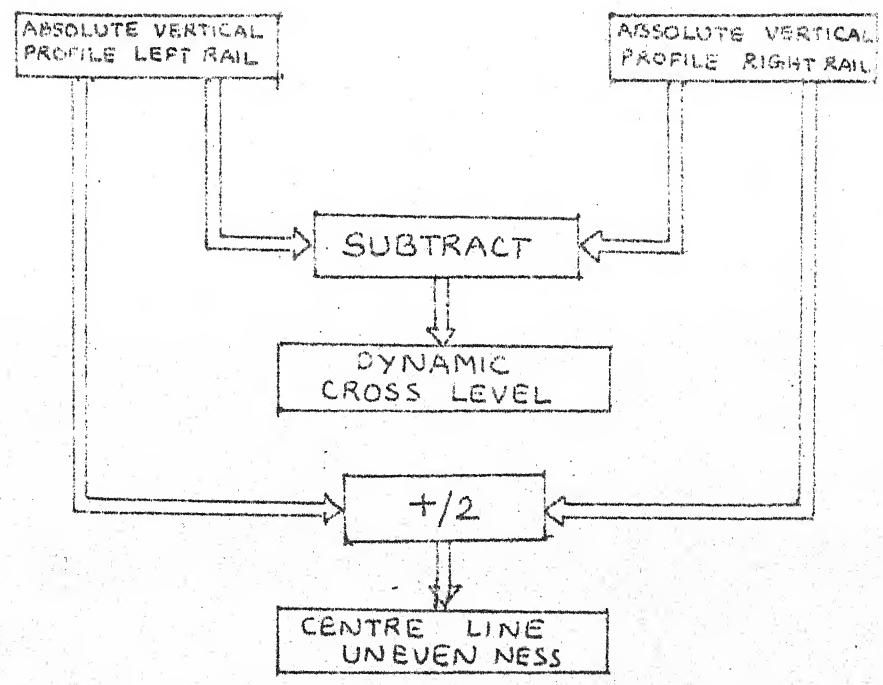 ABSOLUTE VERTICAL
PROFILE LEFT RAIL
ABSOLUTE VERTICAL
PROFILE RIGHT RAIL
SUBTRACT
DYNAMIC
CROSS LEVEL
+/2
CENTRE LINE
UNEVEN NESS